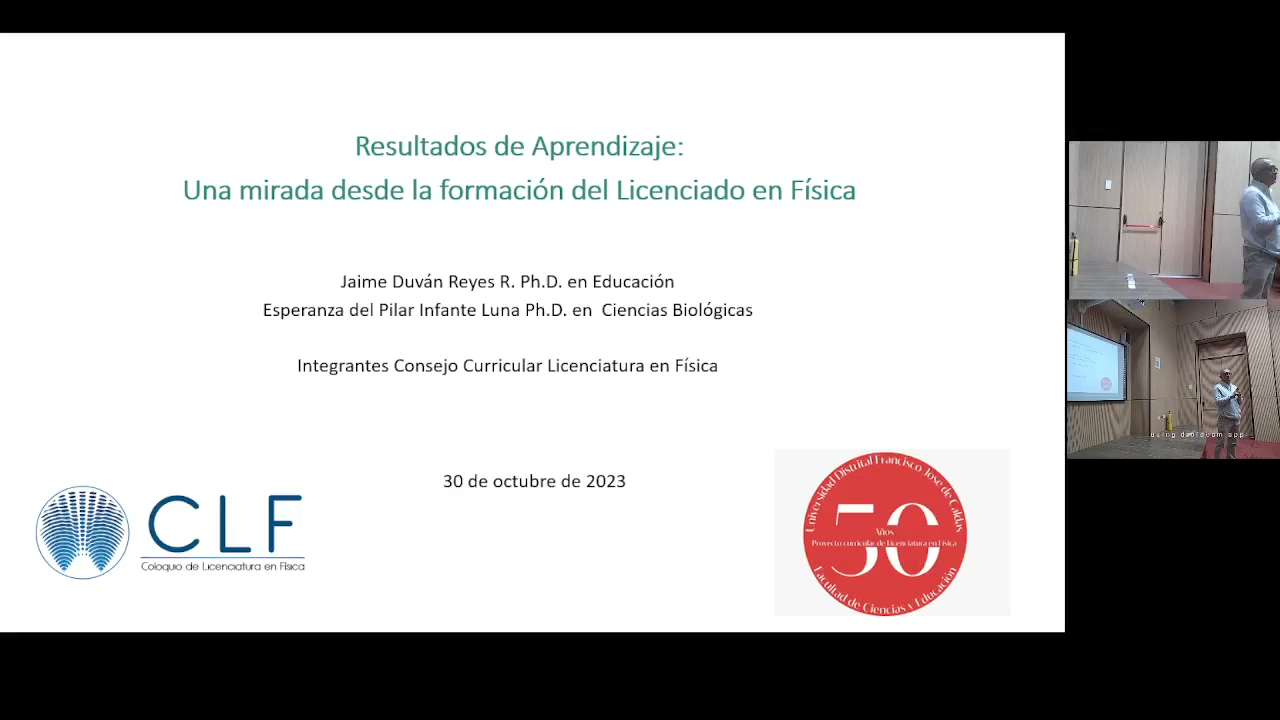 Resultados de Aprendizaje:
Una mirada desde la formación del Licenciado en Física
Jaime Duván Reyes R. Ph.D. en Educación
Esperanza del Pilar Infante Luna Ph.D. en Ciencias Biológicas
Integrantes Consejo Curricular Licenciatura en Física
30 de octubre de 2023
CLF
Coloquio de Licenciatura en Física
Universidad Distrital Francisco José de Caldas
50
Años
Proyecto curricular de Licenciatura en Física
Facultad de Ciencias y Educación